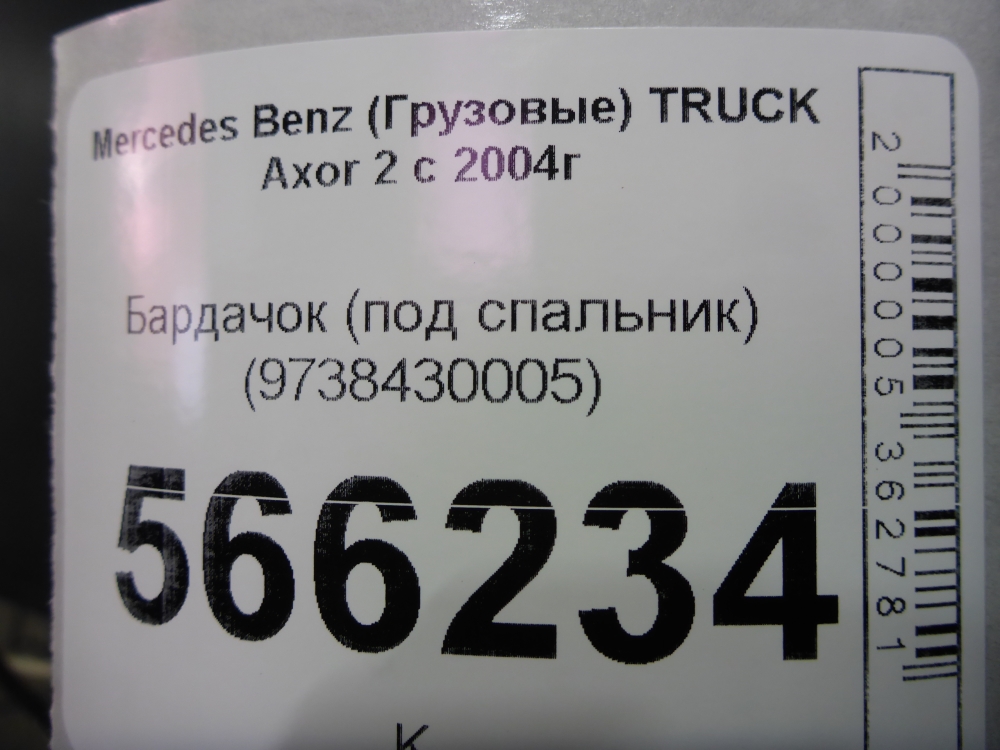 Mercedes Benz (Грузовые) TRUCK
Axor 2 с 2004г
Бардачок (под спальник)
(9738430005)
566234
К
2000005362781